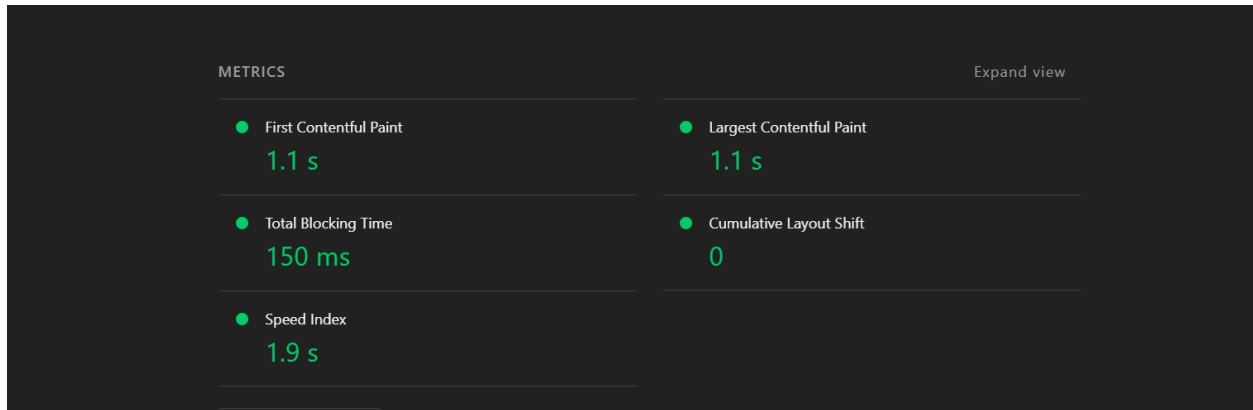 METRICS
Expand view
First Contentful Paint
1.1 s
Largest Contentful Paint
1.1 s
Total Blocking Time
150 ms
Cumulative Layout Shift
0
Speed Index
1.9 s